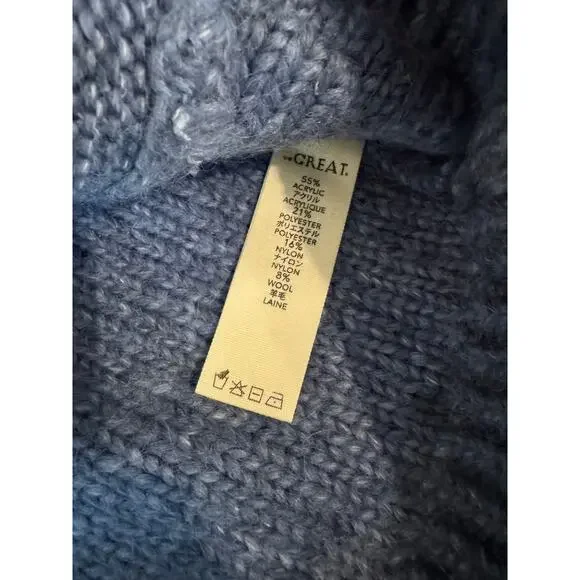 THE GREAT.
55%
ACRYLIC
アクリル
ACRYLIQUE
21%
POLYESTER
ポリエステル
POLYESTER
16%
NYLON
ナイロン
NYLON
8%
WOOL
羊毛
LAINE